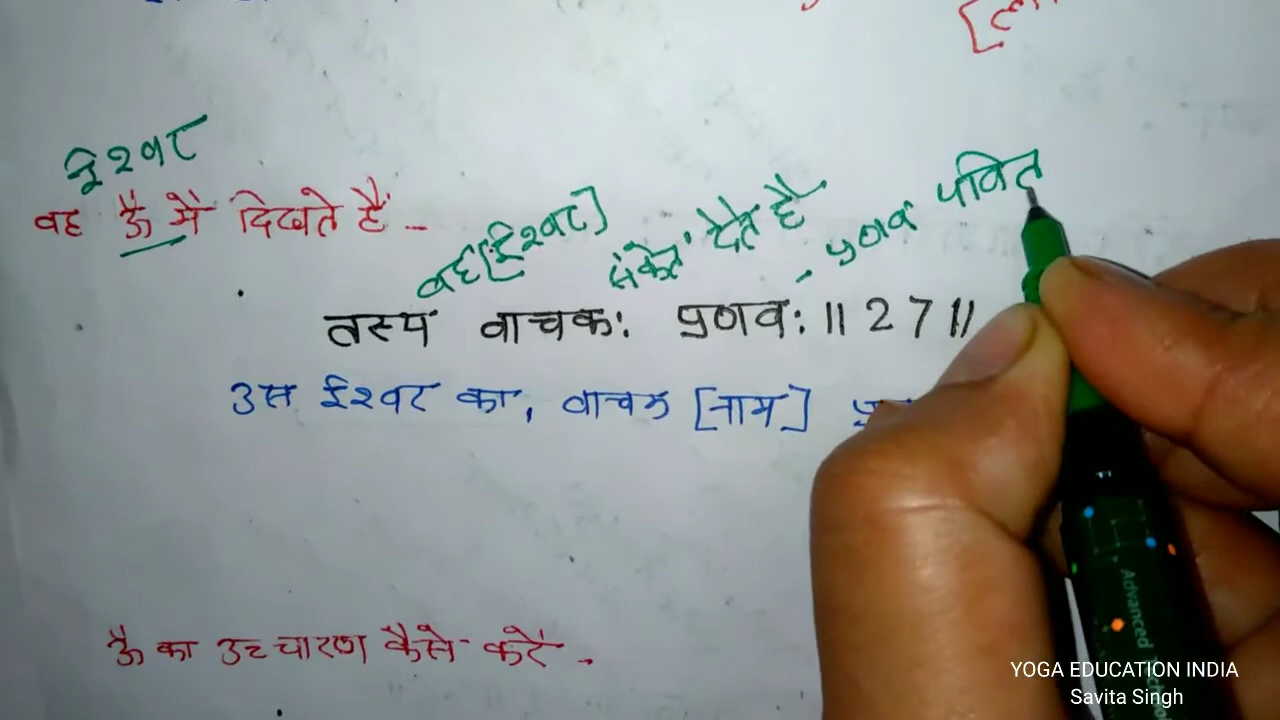 ईश्वर
वह ॐ में दिखते हैं -
वह [ईश्वर] संकेत देते हैं - प्रणव पवित
तस्य वाचक: प्रणव: ॥ 27 ॥
उस ईश्वर का, वाचक [नाम]
ॐ का उच्चारण कैसे करें -
Advanced
YOGA EDUCATION INDIA
Savita Singh